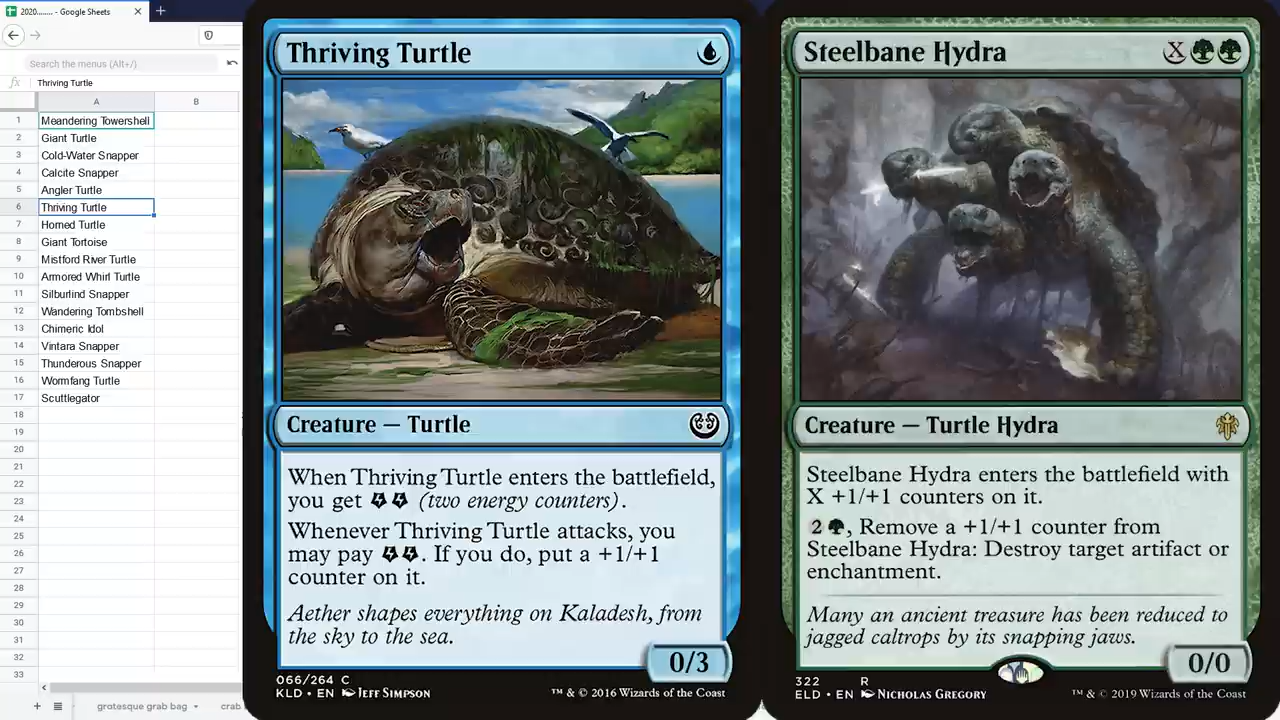 2020........ - Google Sheets
Search the menus (Alt+/)
fx Thriving Turtle
A B
1 Meandering Towershell
2 Giant Turtle
3 Cold-Water Snapper
4 Calcite Snapper
5 Angler Turtle
6 Thriving Turtle
7 Horned Turtle
8 Giant Tortoise
9 Mistford River Turtle
10 Armored Whirl Turtle
11 Silburlind Snapper
12 Wandering Tombshell
13 Chimeric Idol
14 Vintara Snapper
15 Thunderous Snapper
16 Wormfang Turtle
17 Scuttlegator
18
19
20
21
22
23
24
25
26
27
28
29
30
31
32
33
grotesque grab bag
crab
Thriving Turtle
Creature — Turtle
When Thriving Turtle enters the battlefield,
you get (two energy counters).
Whenever Thriving Turtle attacks, you
may pay . If you do, put a +1/+1
counter on it.
Aether shapes everything on Kaladesh, from
the sky to the sea.
0/3
066/264 C
KLD • EN Jeff Simpson
™ & © 2016 Wizards of the Coast
Steelbane Hydra X
Creature — Turtle Hydra
Steelbane Hydra enters the battlefield with
X +1/+1 counters on it.
2 , Remove a +1/+1 counter from
Steelbane Hydra: Destroy target artifact or
enchantment.
Many an ancient treasure has been reduced to
jagged caltrops by its snapping jaws.
0/0
322 R
ELD • EN Nicholas Gregory
™ & © 2019 Wizards of the Coast